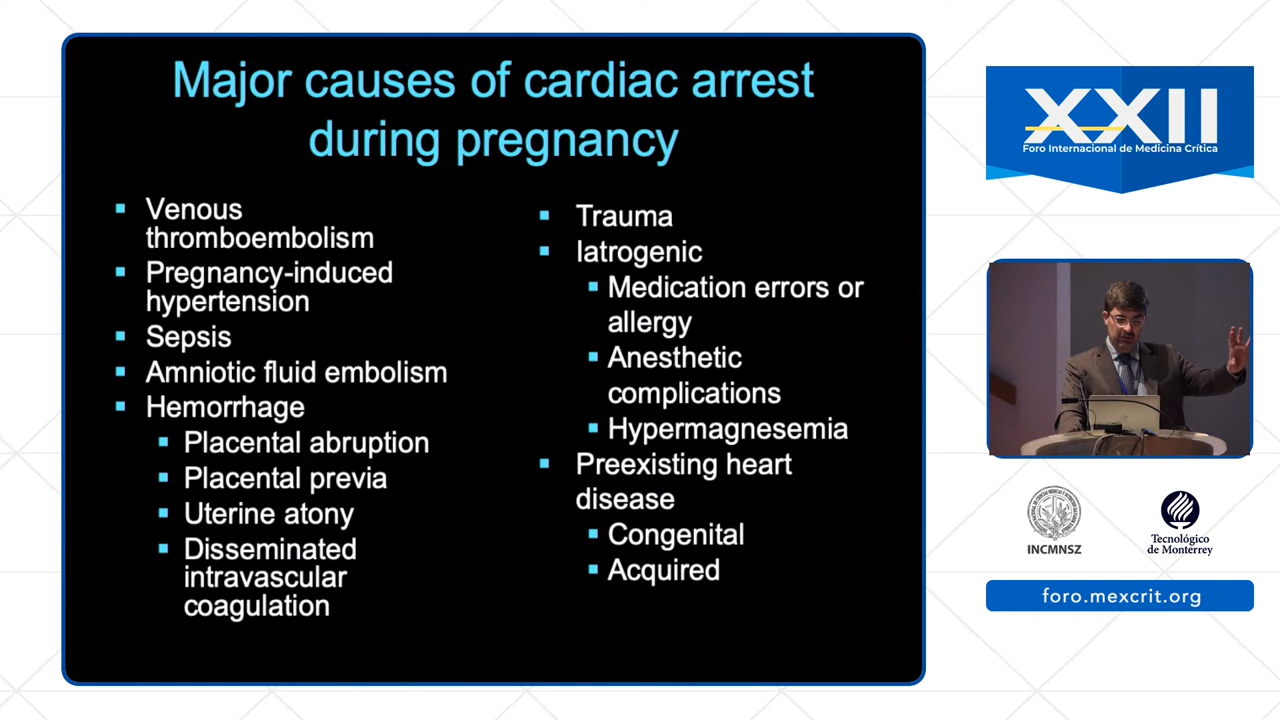 Major causes of cardiac arrest
during pregnancy
Venous
thromboembolism
Pregnancy-induced
hypertension
Sepsis
Amniotic fluid embolism
Hemorrhage
Placental abruption
Placental previa
Uterine atony
Disseminated
intravascular
coagulation
Trauma
Iatrogenic
Medication errors or
allergy
Anesthetic
complications
Hypermagnesemia
Preexisting heart
disease
Congenital
Acquired
XXII
Foro Internacional de Medicina Crítica
INCMNSZ
Tecnológico
de Monterrey
foro.mexcrit.org